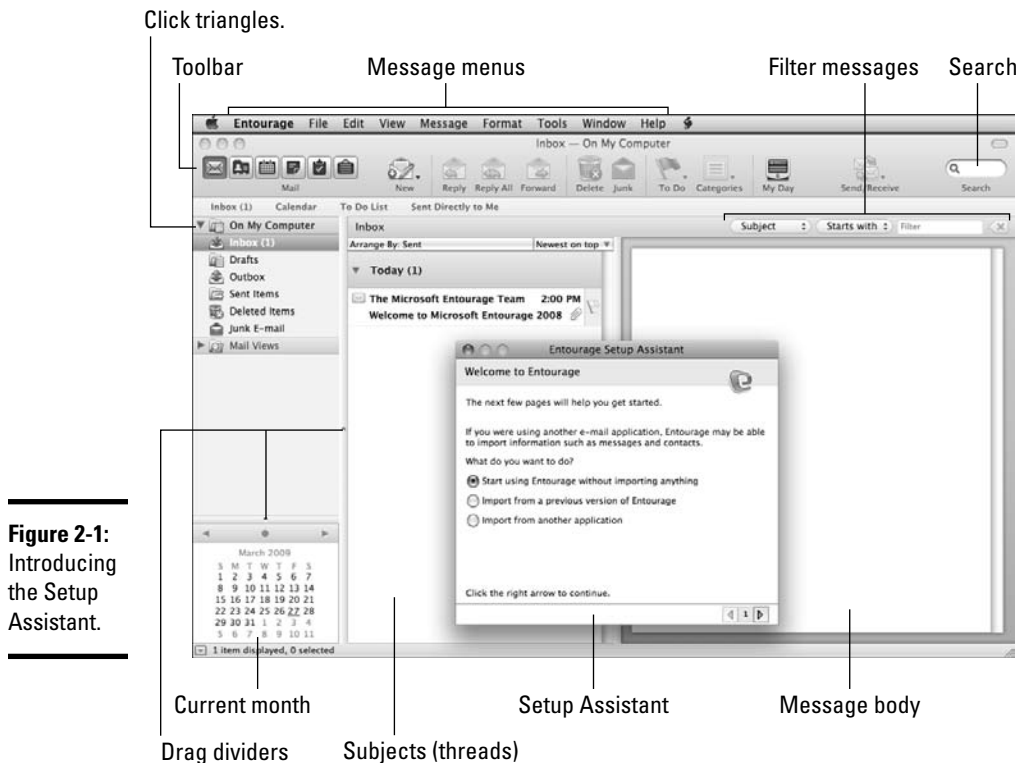 Click triangles.
Toolbar
Message menus
Filter messages
Search
Entourage File Edit View Message Format Tools Window Help
Inbox — On My Computer
Mail
New
Reply Reply All Forward
Delete Junk
To Do Categories
My Day
Send/Receive
Search
Inbox (1) Calendar To Do List Sent Directly to Me
On My Computer
Inbox (1)
Drafts
Outbox
Sent Items
Deleted Items
Junk E-mail
Mail Views
Inbox
Subject
Starts with
Filter
Arrange By: Sent
Newest on top
Today (1)
The Microsoft Entourage Team 2:00 PM
Welcome to Microsoft Entourage 2008
Entourage Setup Assistant
Welcome to Entourage
The next few pages will help you get started.
If you were using another e-mail application, Entourage may be able
to import information such as messages and contacts.
What do you want to do?
Start using Entourage without importing anything
Import from a previous version of Entourage
Import from another application
Click the right arrow to continue.
1
March 2009
S M T W T F S
1 2 3 4 5 6 7
8 9 10 11 12 13 14
15 16 17 18 19 20 21
22 23 24 25 26 27 28
29 30 31 1 2 3 4
5 6 7 8 9 10 11
1 item displayed, 0 selected
Figure 2-1:
Introducing
the Setup
Assistant.
Current month
Setup Assistant
Message body
Drag dividers
Subjects (threads)